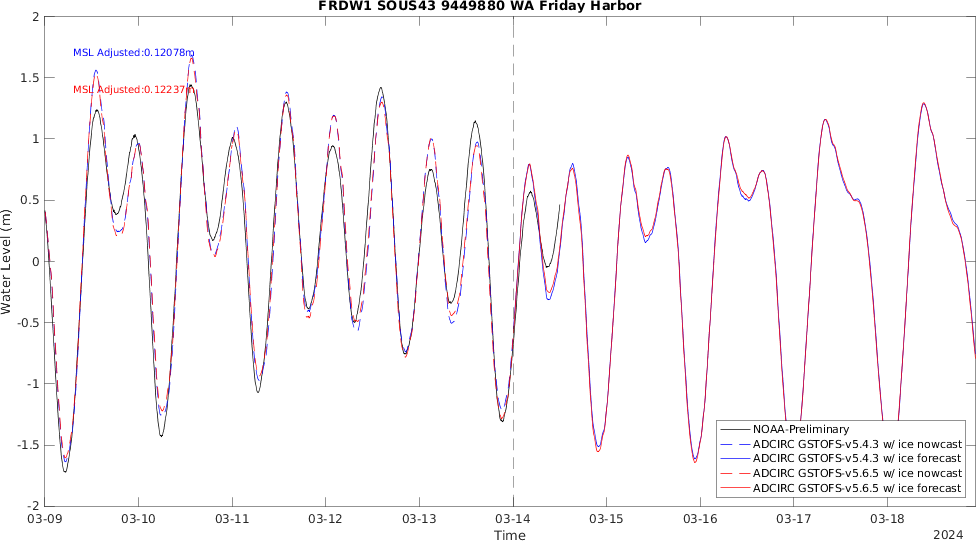 FRDW1 SOUS43 9449880 WA Friday Harbor
2
1.5
1
0.5
0
-0.5
-1
-1.5
-2
Water Level (m)
MSL Adjusted:0.12078m
MSL Adjusted:0.12237m
NOAA-Preliminary
ADCIRC GSTOFS-v5.4.3 w/ ice nowcast
ADCIRC GSTOFS-v5.4.3 w/ ice forecast
ADCIRC GSTOFS-v5.6.5 w/ ice nowcast
ADCIRC GSTOFS-v5.6.5 w/ ice forecast
03-09 03-10 03-11 03-12 03-13 03-14 03-15 03-16 03-17 03-18
Time
2024